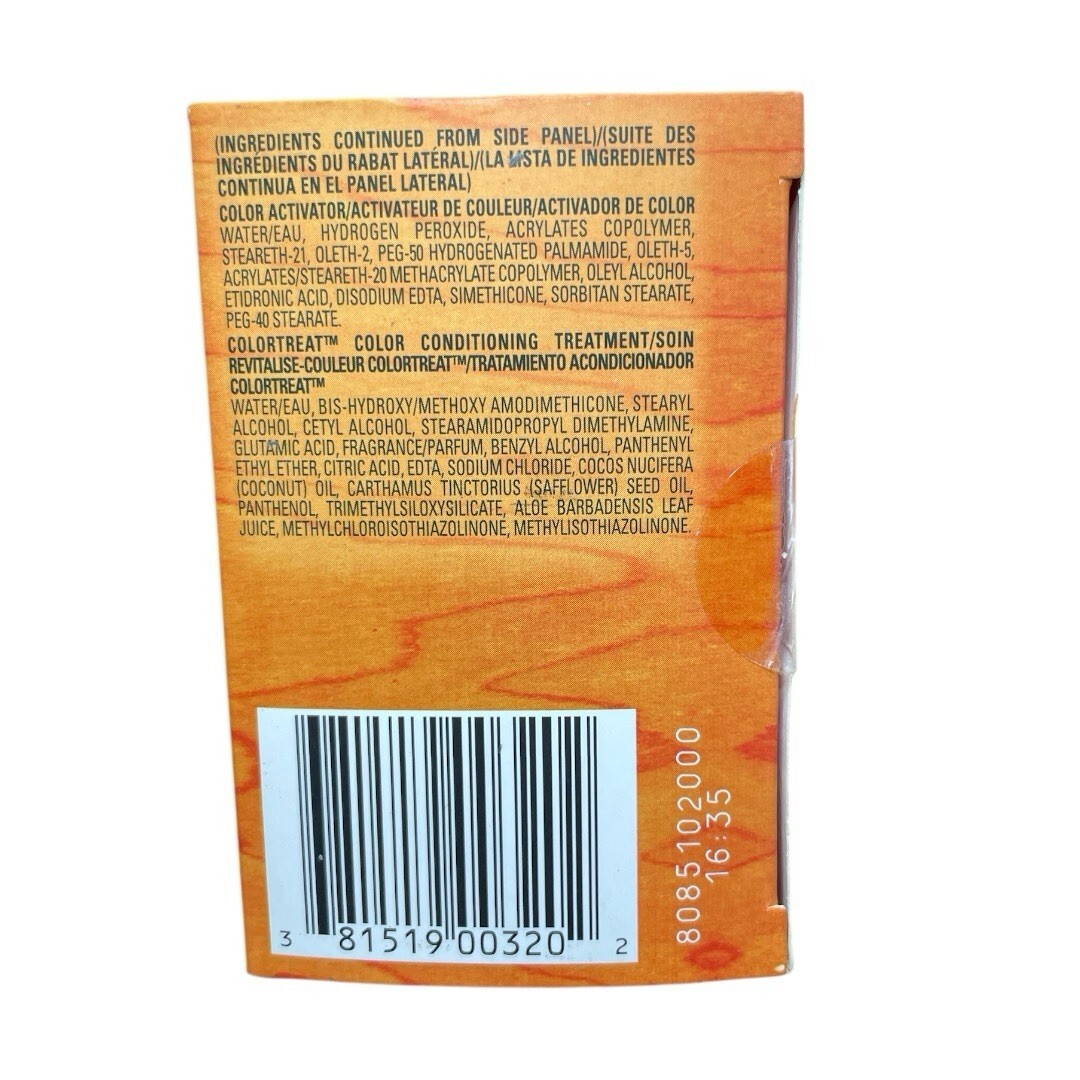 (INGREDIENTS CONTINUED FROM SIDE PANEL)/(SUITE DES
INGRÉDIENTS DU RABAT LATÉRAL)/(LA LISTA DE INGREDIENTES
CONTINUA EN EL PANEL LATERAL)
COLOR ACTIVATOR/ACTIVATEUR DE COULEUR/ACTIVADOR DE COLOR
WATER/EAU, HYDROGEN PEROXIDE, ACRYLATES COPOLYMER,
STEARETH-21, OLETH-2, PEG-50 HYDROGENATED PALMAMIDE, OLETH-5,
ACRYLATES/STEARETH-20 METHACRYLATE COPOLYMER, OLEYL ALCOHOL,
ETIDRONIC ACID, DISODIUM EDTA, SIMETHICONE, SORBITAN STEARATE,
PEG-40 STEARATE.
COLORTREAT™ COLOR CONDITIONING TREATMENT/SOIN
REVITALISE-COULEUR COLORTREAT™/TRATAMIENTO ACONDICIONADOR
COLORTREAT™
WATER/EAU, BIS-HYDROXY/METHOXY AMODIMETHICONE, STEARYL
ALCOHOL, CETYL ALCOHOL, STEARAMIDOPROPYL DIMETHYLAMINE,
GLUTAMIC ACID, FRAGRANCE/PARFUM, BENZYL ALCOHOL, PANTHENYL
ETHYL ETHER, CITRIC ACID, EDTA, SODIUM CHLORIDE, COCOS NUCIFERA
(COCONUT) OIL, CARTHAMUS TINCTORIUS (SAFFLOWER) SEED OIL,
PANTHENOL, TRIMETHYLSILOXYSILICATE, ALOE BARBADENSIS LEAF
JUICE, METHYLCHLOROISOTHIAZOLINONE, METHYLISOTHIAZOLINONE.
3 81519 00320 2
8085102000
16:35